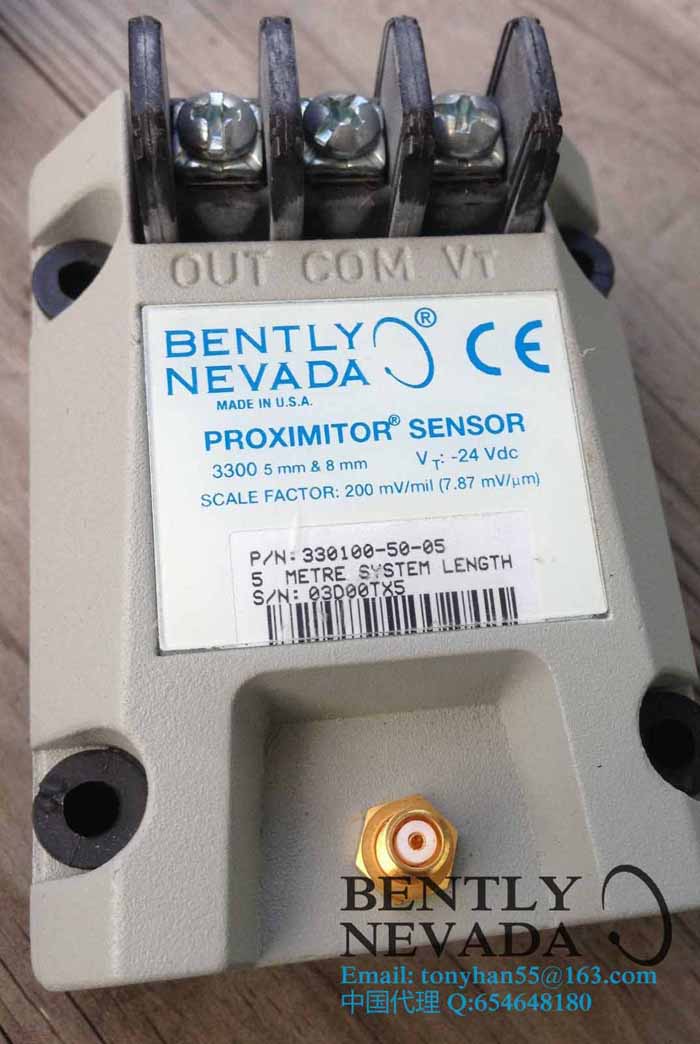 OUT COM VT
BENTLY
NEVADA ® CE
MADE IN U.S.A.
PROXIMITOR® SENSOR
3300 5 mm & 8 mm VT: -24 Vdc
SCALE FACTOR: 200 mV/mil (7.87 mV/μm)
P/N: 330100-50-05
5 METRE SYSTEM LENGTH
S/N: 03D00TX5
BENTLY
NEVADA
Email: tonyhan55@163.com
中国代理 Q:654648180